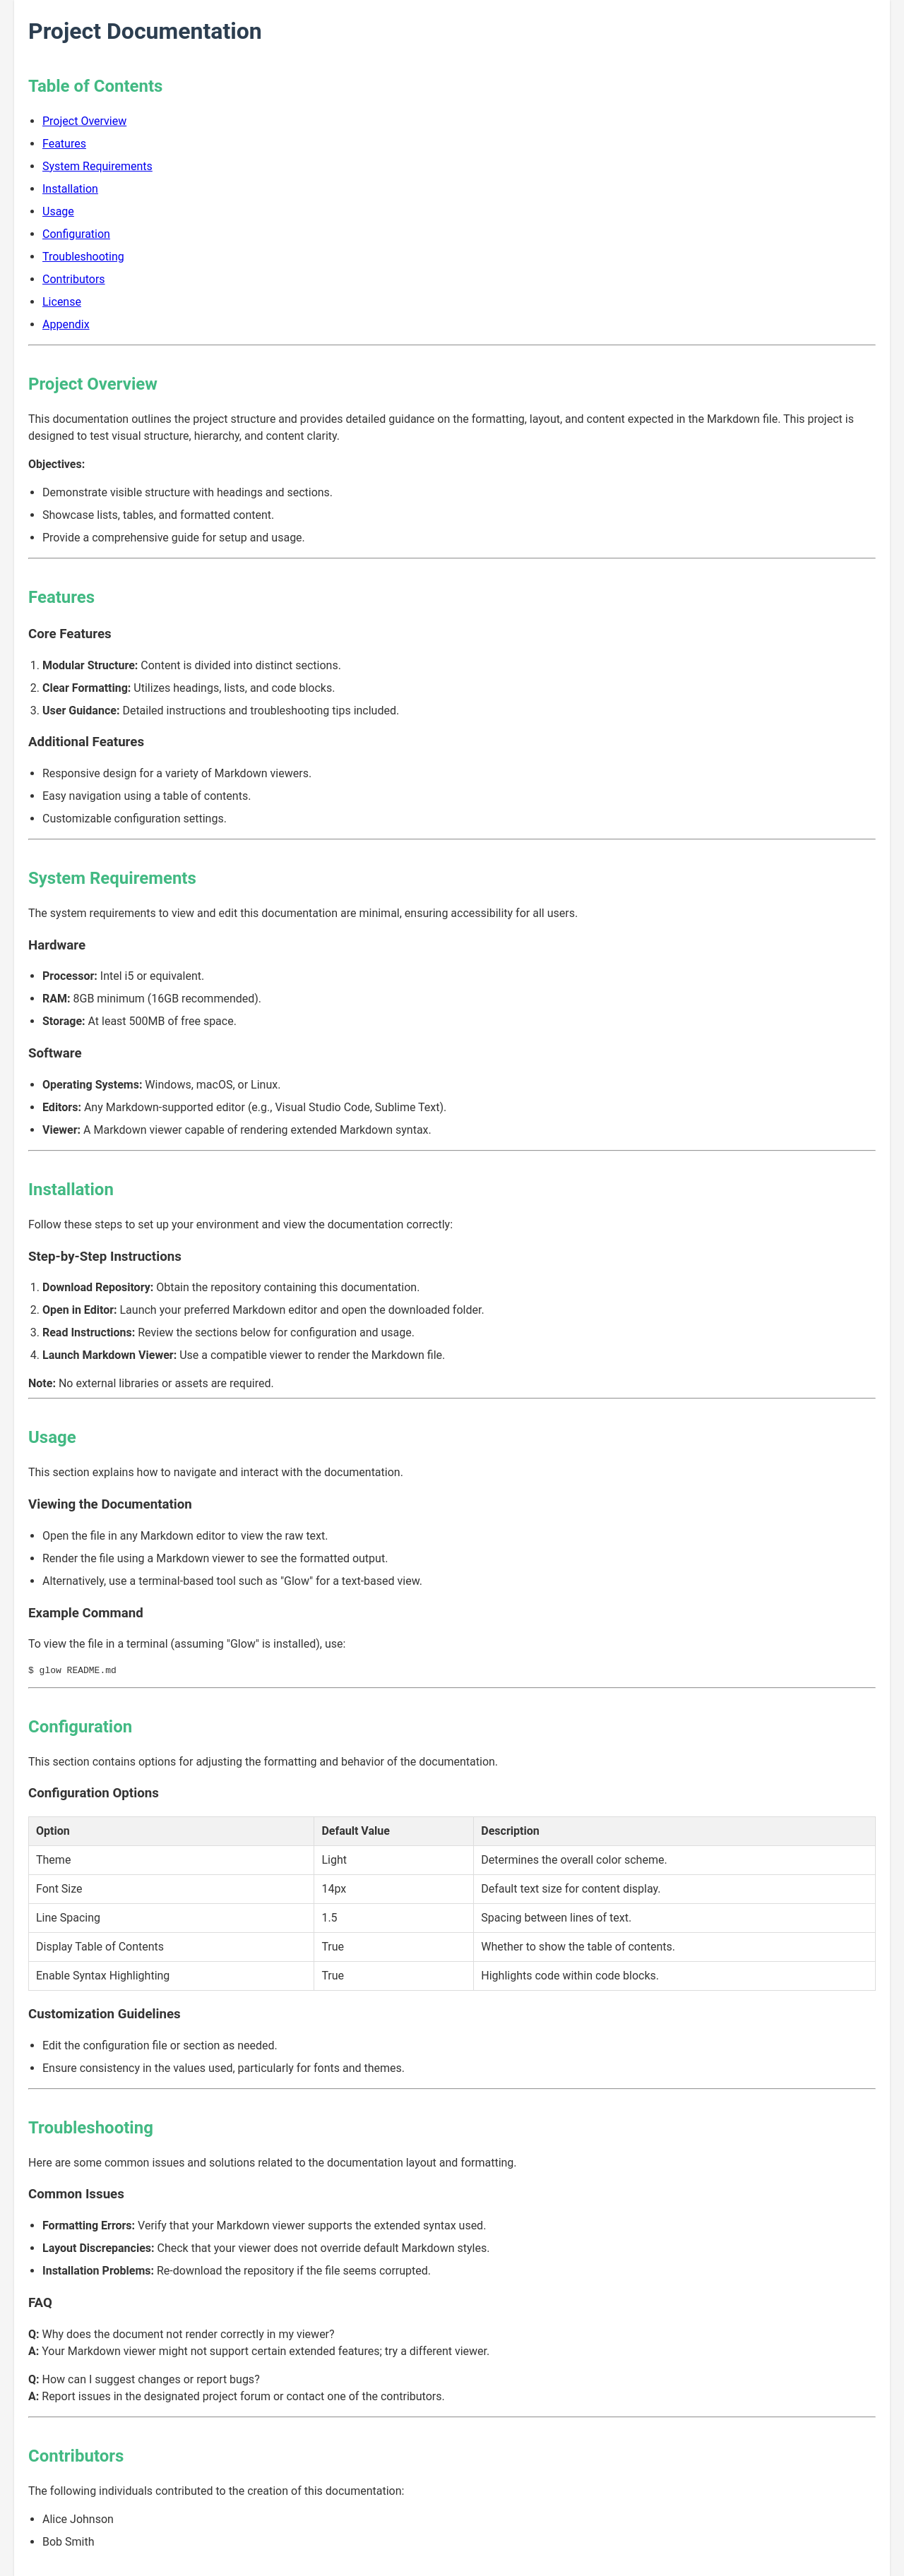 Project Documentation
Table of Contents
Project Overview
Features
System Requirements
Installation
Usage
Configuration
Troubleshooting
Contributors
License
Appendix
Project Overview
This documentation outlines the project structure and provides detailed guidance on the formatting, layout, and content expected in the Markdown file. This project is
designed to test visual structure, hierarchy, and content clarity.
Objectives:
Demonstrate visible structure with headings and sections.
Showcase lists, tables, and formatted content.
Provide a comprehensive guide for setup and usage.
Features
Core Features
1. Modular Structure: Content is divided into distinct sections.
2. Clear Formatting: Utilizes headings, lists, and code blocks.
3. User Guidance: Detailed instructions and troubleshooting tips included.
Additional Features
Responsive design for a variety of Markdown viewers.
Easy navigation using a table of contents.
Customizable configuration settings.
System Requirements
The system requirements to view and edit this documentation are minimal, ensuring accessibility for all users.
Hardware
Processor: Intel i5 or equivalent.
RAM: 8GB minimum (16GB recommended).
Storage: At least 500MB of free space.
Software
Operating Systems: Windows, macOS, or Linux.
Editors: Any Markdown-supported editor (e.g., Visual Studio Code, Sublime Text).
Viewer: A Markdown viewer capable of rendering extended Markdown syntax.
Installation
Follow these steps to set up your environment and view the documentation correctly:
Step-by-Step Instructions
1. Download Repository: Obtain the repository containing this documentation.
2. Open in Editor: Launch your preferred Markdown editor and open the downloaded folder.
3. Read Instructions: Review the sections below for configuration and usage.
4. Launch Markdown Viewer: Use a compatible viewer to render the Markdown file.
Note: No external libraries or assets are required.
Usage
This section explains how to navigate and interact with the documentation.
Viewing the Documentation
Open the file in any Markdown editor to view the raw text.
Render the file using a Markdown viewer to see the formatted output.
Alternatively, use a terminal-based tool such as "Glow" for a text-based view.
Example Command
To view the file in a terminal (assuming "Glow" is installed), use:
$ glow README.md
Configuration
This section contains options for adjusting the formatting and behavior of the documentation.
Configuration Options
Option Default Value Description
Theme Light Determines the overall color scheme.
Font Size 14px Default text size for content display.
Line Spacing 1.5 Spacing between lines of text.
Display Table of Contents True Whether to show the table of contents.
Enable Syntax Highlighting True Highlights code within code blocks.
Customization Guidelines
Edit the configuration file or section as needed.
Ensure consistency in the values used, particularly for fonts and themes.
Troubleshooting
Here are some common issues and solutions related to the documentation layout and formatting.
Common Issues
Formatting Errors: Verify that your Markdown viewer supports the extended syntax used.
Layout Discrepancies: Check that your viewer does not override default Markdown styles.
Installation Problems: Re-download the repository if the file seems corrupted.
FAQ
Q: Why does the document not render correctly in my viewer?
A: Your Markdown viewer might not support certain extended features; try a different viewer.
Q: How can I suggest changes or report bugs?
A: Report issues in the designated project forum or contact one of the contributors.
Contributors
The following individuals contributed to the creation of this documentation:
Alice Johnson
Bob Smith